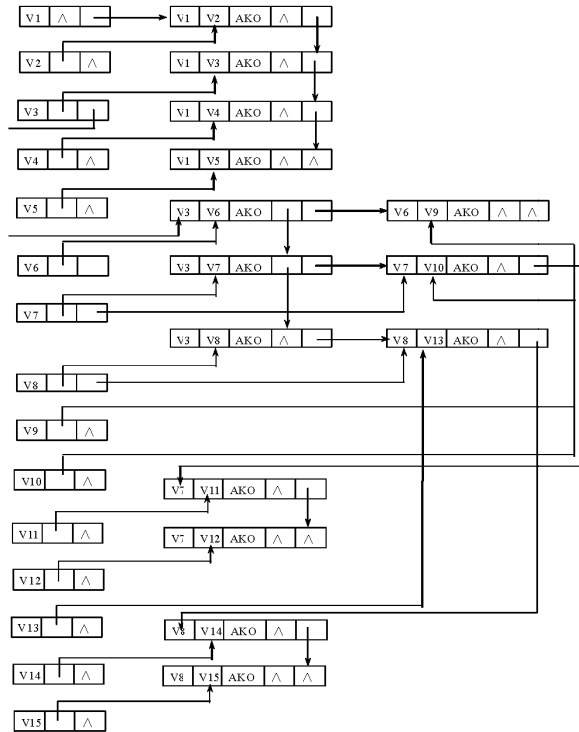 V1 ∧ V1 V2 AKO ∧
V2 ∧ V1 V3 AKO ∧
V3 V1 V4 AKO ∧
V4 ∧ V1 V5 AKO ∧ ∧
V5 ∧ V3 V6 AKO V6 V9 AKO ∧ ∧
V6 V3 V7 AKO V7 V10 AKO ∧
V7
V3 V8 AKO ∧ V8 V13 AKO ∧
V8
V9 ∧
V10 ∧ V7 V11 AKO ∧
V11 ∧ V7 V12 AKO ∧ ∧
V12 ∧
V13 ∧ V8 V14 AKO ∧
V14 ∧ V8 V15 AKO ∧ ∧
V15 ∧